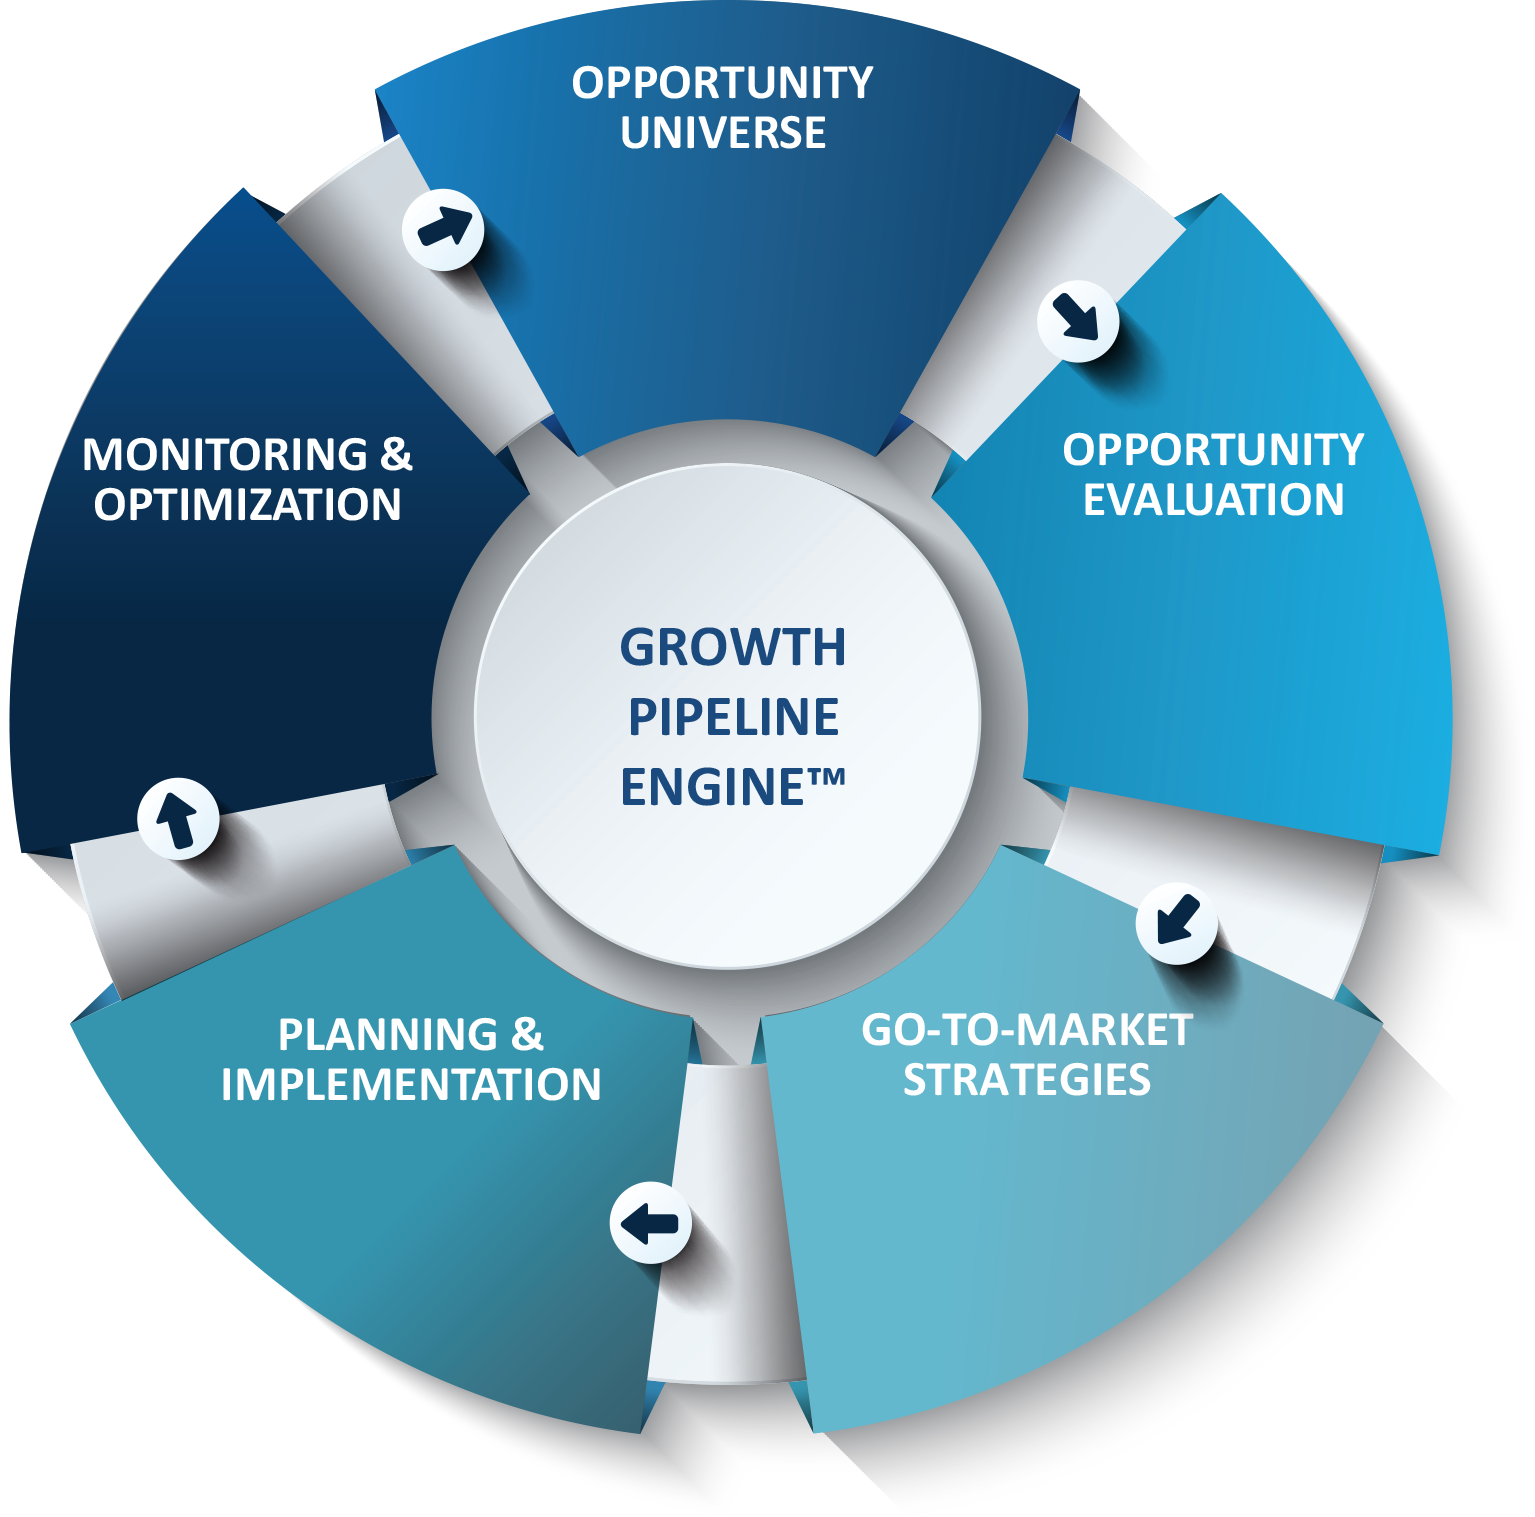 OPPORTUNITY
UNIVERSE
OPPORTUNITY
EVALUATION
GO-TO-MARKET
STRATEGIES
PLANNING &
IMPLEMENTATION
MONITORING &
OPTIMIZATION
GROWTH
PIPELINE
ENGINE™